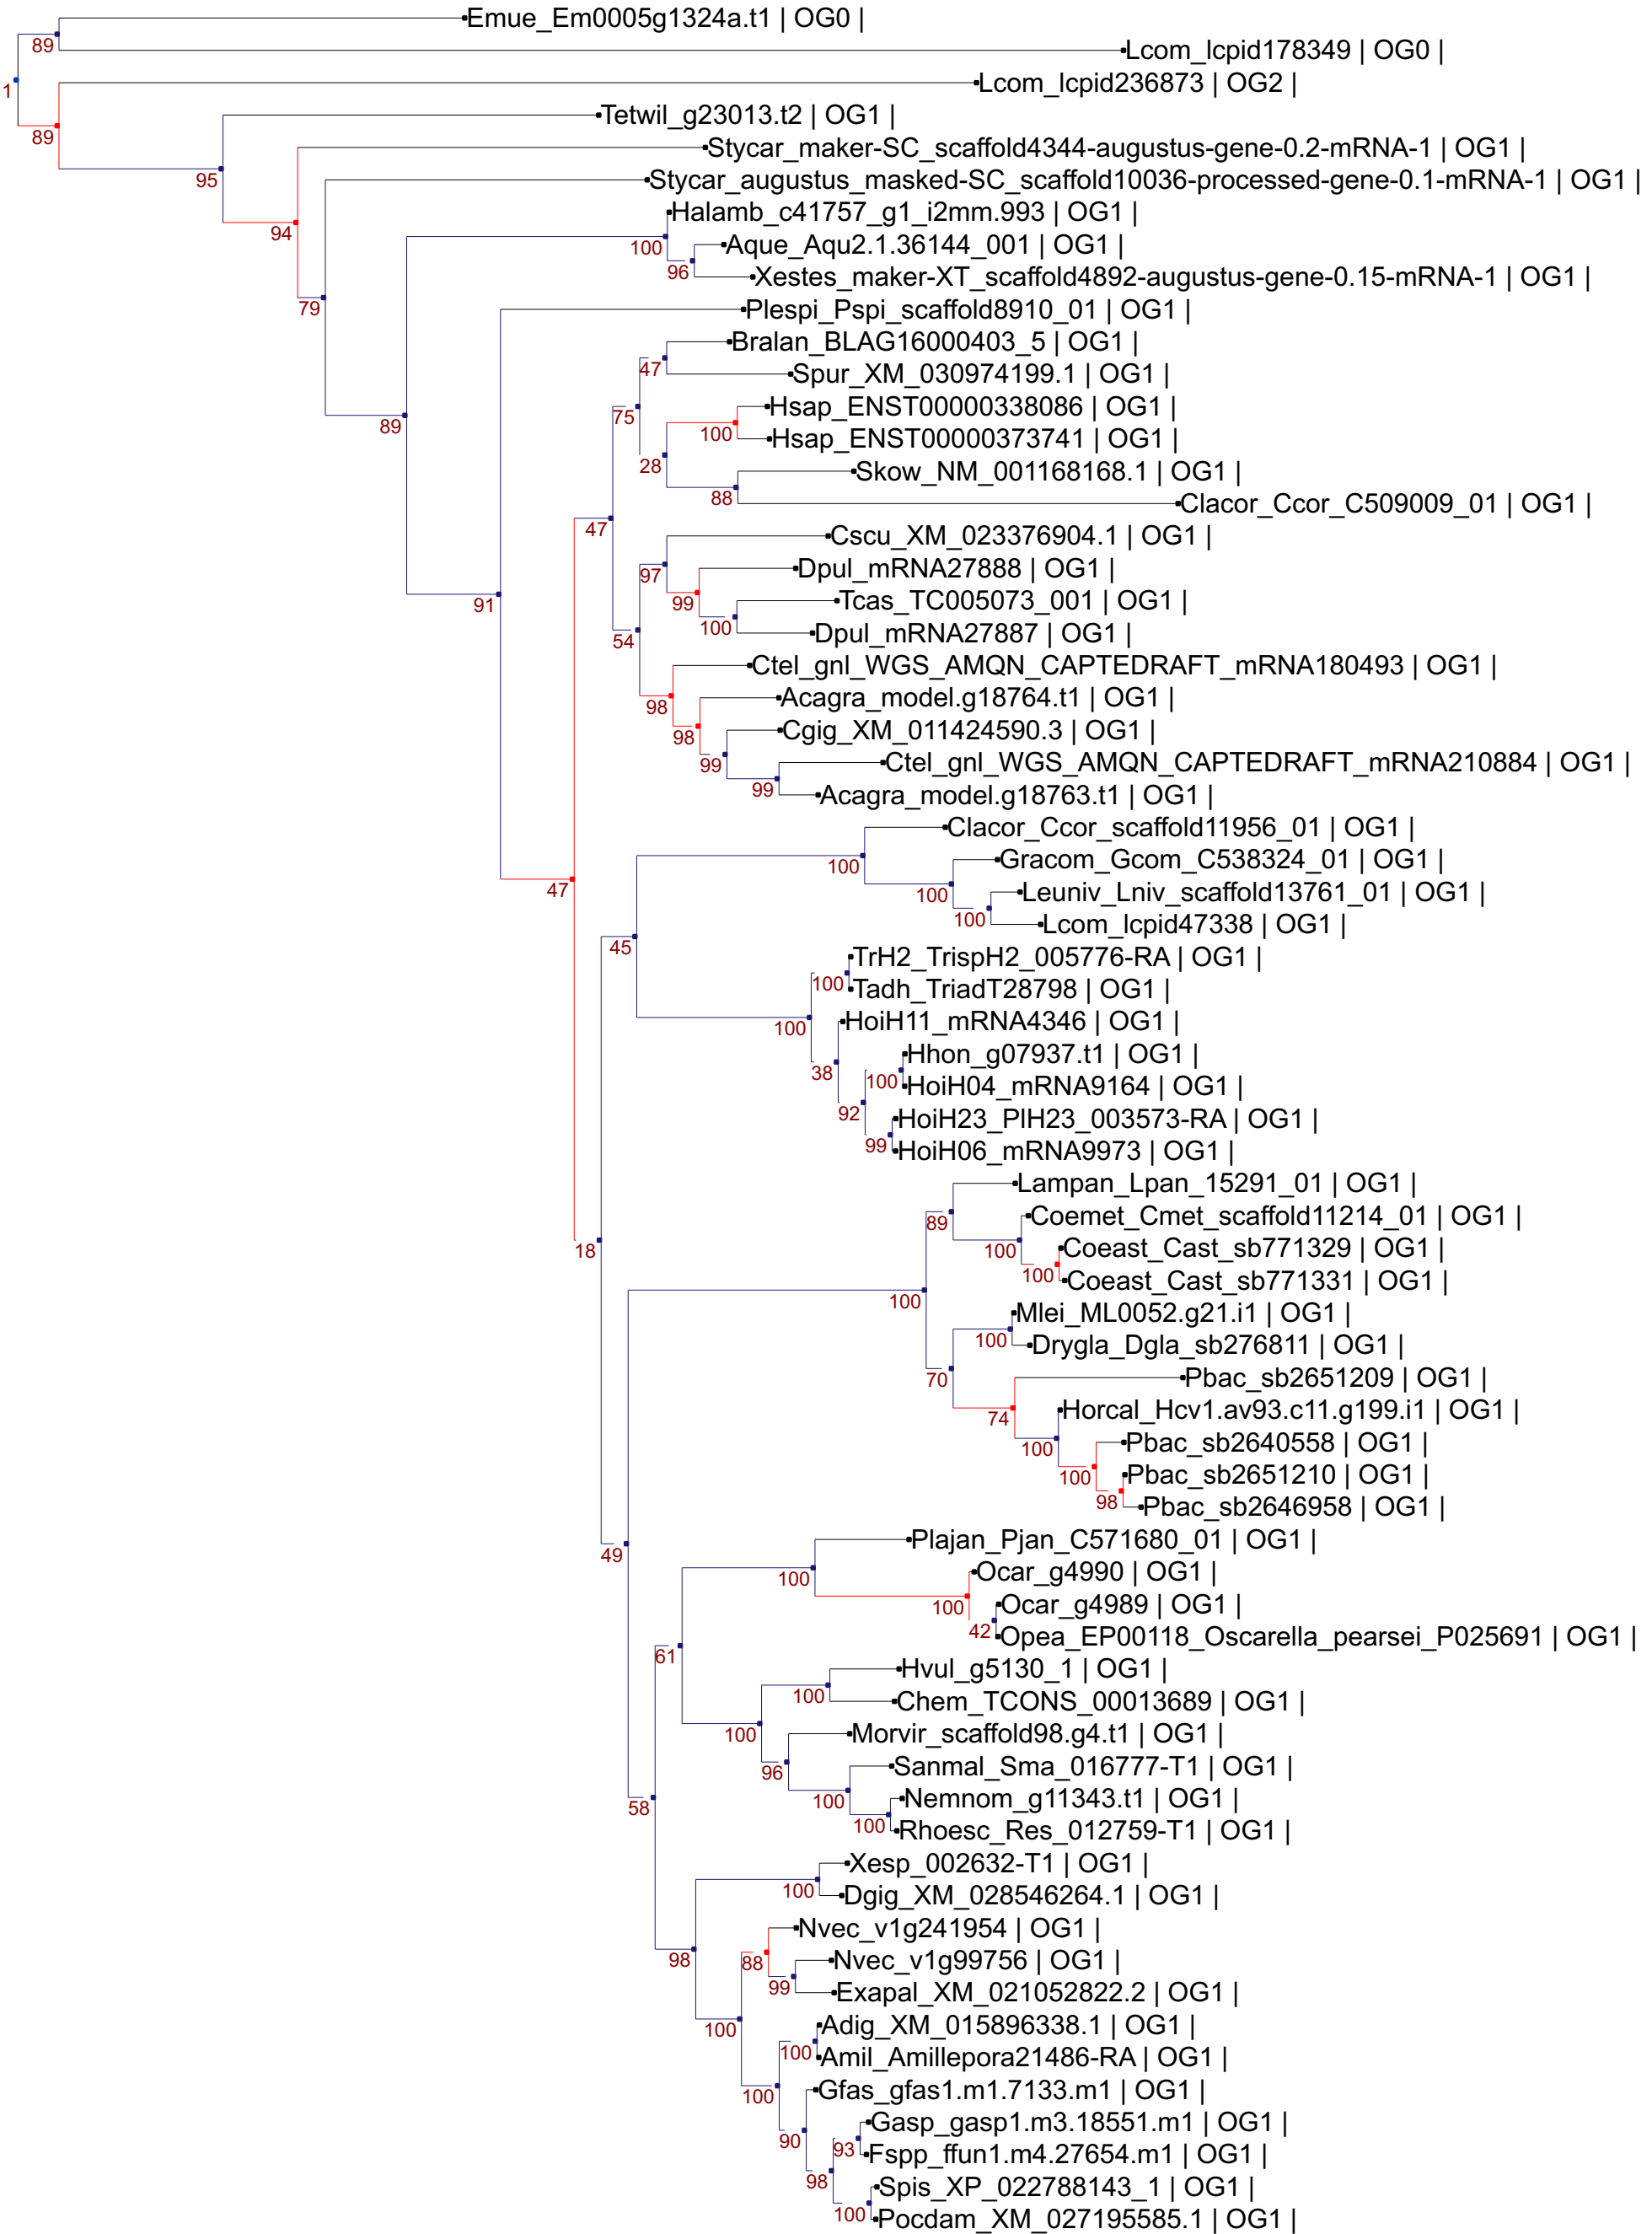 Emue_Em0005g1324a.t1 | OG0 |
89
Lcom_lcpid178349 | OG0 |
1
Lcom_lcpid236873 | OG2 |
89
Tetwil_g23013.t2 | OG1 |
Stycar_maker-SC_scaffold4344-augustus-gene-0.2-mRNA-1 | OG1 |
95
Stycar_augustus_masked-SC_scaffold10036-processed-gene-0.1-mRNA-1 | OG1 |
Halamb_c41757_g1_i2mm.993 | OG1 |
94
100
Aque_Aqu2.1.36144_001 | OG1 |
96
Xestes_maker-XT_scaffold4892-augustus-gene-0.15-mRNA-1 | OG1 |
79
Plespi_Pspi_scaffold8910_01 | OG1 |
Bralan_BLAG16000403_5 | OG1 |
47
Spur_XM_030974199.1 | OG1 |
Hsap_ENST00000338086 | OG1 |
75
89
100
Hsap_ENST00000373741 | OG1 |
28
Skow_NM_001168168.1 | OG1 |
88
Clacor_Ccor_C509009_01 | OG1 |
47
Cscu_XM_023376904.1 | OG1 |
Dpul_mRNA27888 | OG1 |
97
91
99
Tcas_TC005073_001 | OG1 |
100
Dpul_mRNA27887 | OG1 |
54
Ctel_gnl_WGS_AMQN_CAPTEDRAFT_mRNA180493 | OG1 |
98
Acagra_model.g18764.t1 | OG1 |
98
Cgig_XM_011424590.3 | OG1 |
99
Ctel_gnl_WGS_AMQN_CAPTEDRAFT_mRNA210884 | OG1 |
99
Acagra_model.g18763.t1 | OG1 |
Clacor_Ccor_scaffold11956_01 | OG1 |
100
Gracom_Gcom_C538324_01 | OG1 |
47
100
Leuniv_Lniv_scaffold13761_01 | OG1 |
100
Lcom_lcpid47338 | OG1 |
45
TrH2_TrispH2_005776-RA | OG1 |
100
Tadh_TriadT28798 | OG1 |
100
HoiH11_mRNA4346 | OG1 |
38
Hhon_g07937.t1 | OG1 |
100
HoiH04_mRNA9164 | OG1 |
92
HoiH23_PlH23_003573-RA | OG1 |
99
HoiH06_mRNA9973 | OG1 |
Lampan_Lpan_15291_01 | OG1 |
89
Coemet_Cmet_scaffold11214_01 | OG1 |
18
100
Coeast_Cast_sb771329 | OG1 |
100
Coeast_Cast_sb771331 | OG1 |
100
Mlei_ML0052.g21.i1 | OG1 |
100
Drygla_Dgla_sb276811 | OG1 |
70
Pbac_sb2651209 | OG1 |
74
Horcal_Hcv1.av93.c11.g199.i1 | OG1 |
100
Pbac_sb2640558 | OG1 |
100
Pbac_sb2651210 | OG1 |
98
Pbac_sb2646958 | OG1 |
Plajan_Pjan_C571680_01 | OG1 |
49
100
Ocar_g4990 | OG1 |
100
Ocar_g4989 | OG1 |
42
Opea_EP00118_Oscarella_pearsei_P025691 | OG1 |
61
Hvul_g5130_1 | OG1 |
100
Chem_TCONS_00013689 | OG1 |
100
Morvir_scaffold98.g4.t1 | OG1 |
96
Sanmal_Sma_016777-T1 | OG1 |
100
Nemnom_g11343.t1 | OG1 |
58
100
Rhoesc_Res_012759-T1 | OG1 |
Xesp_002632-T1 | OG1 |
100
Dgig_XM_028546264.1 | OG1 |
Nvec_v1g241954 | OG1 |
98
88
Nvec_v1g99756 | OG1 |
99
Exapal_XM_021052822.2 | OG1 |
100
Adig_XM_015896338.1 | OG1 |
100
Amil_Amillepora21486-RA | OG1 |
100
Gfas_gfas1.m1.7133.m1 | OG1 |
Gasp_gasp1.m3.18551.m1 | OG1 |
90
93
Fspp_ffun1.m4.27654.m1 | OG1 |
98
Spis_XP_022788143_1 | OG1 |
100
Pocdam_XM_027195585.1 | OG1 |